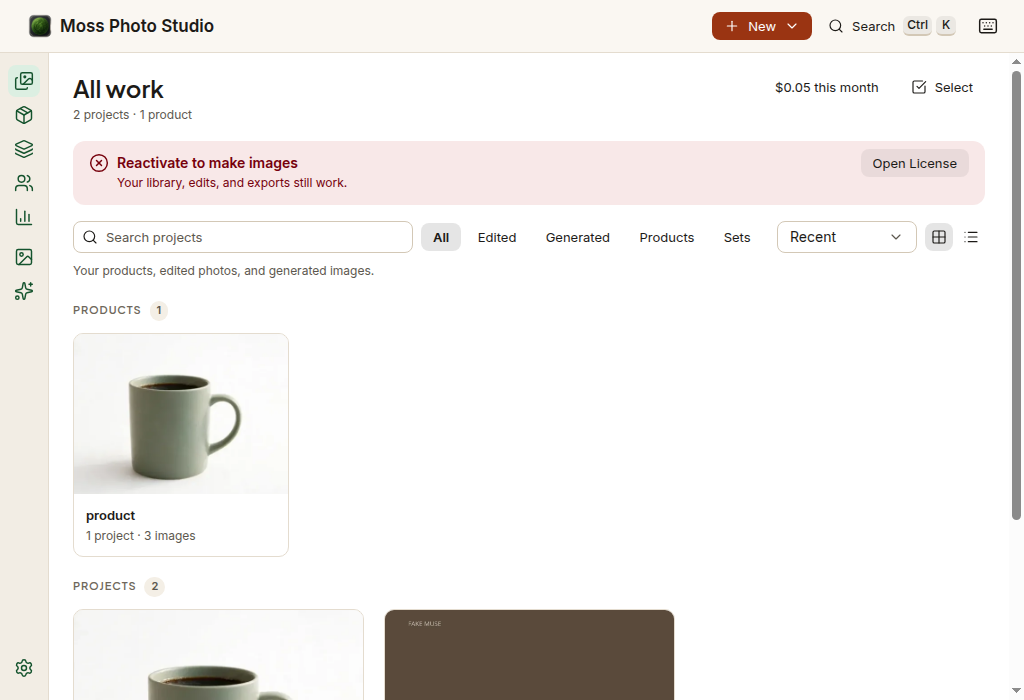 Moss Photo Studio
New
Search Ctrl K
All work
$0.05 this month
Select
2 projects · 1 product
Reactivate to make images
Open License
Your library, edits, and exports still work.
Search projects
All
Edited
Generated
Products
Sets
Recent
Your products, edited photos, and generated images.
PRODUCTS 1
product
1 project · 3 images
PROJECTS 2
FAKE MUSE